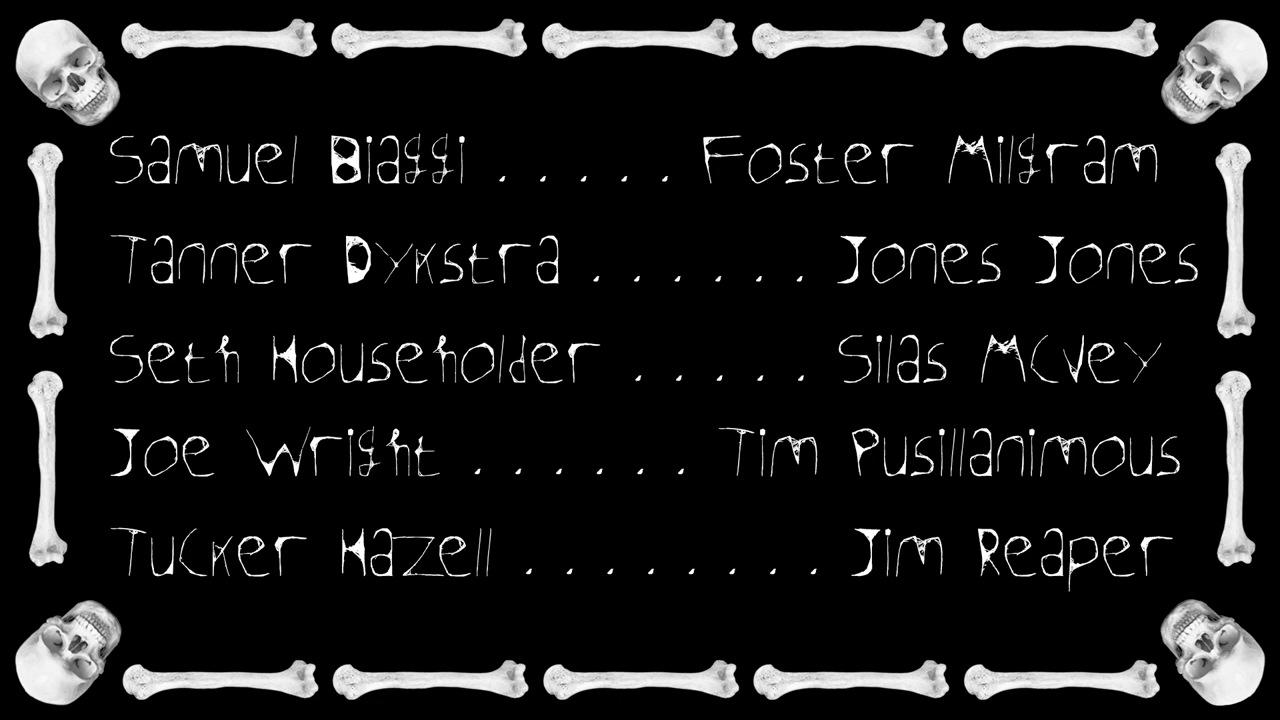 Samuel Biaggi . . . . . Foster Milgram
Tanner Dykstra . . . . . . Jones Jones
Seth Householder . . . . . Silas McVey
Joe Wright . . . . . . Tim Pusillanimous
Tucker Hazell . . . . . . . . Jim Reaper